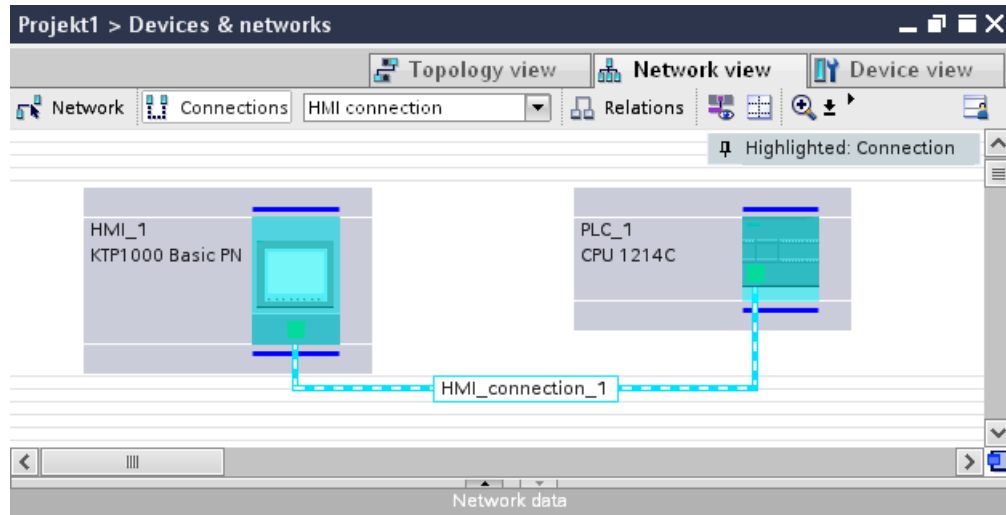 Projekt1 > Devices & networks
Topology view
Network view
Device view
Network
Connections
HMI connection
Relations
Highlighted: Connection
HMI_1
KTP1000 Basic PN
PLC_1
CPU 1214C
HMI_connection_1
Network data